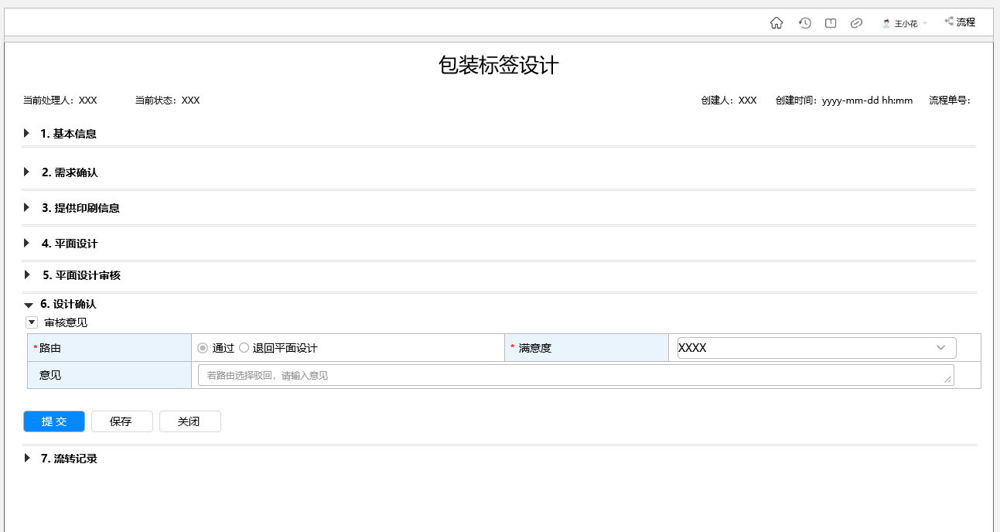 王小花 流程
包装标签设计
当前处理人：XXX 当前状态：XXX 创建人：XXX 创建时间：yyyy-mm-dd hh:mm 流程单号：
1. 基本信息
2. 需求确认
3. 提供印刷信息
4. 平面设计
5. 平面设计审核
6. 设计确认
审核意见
*路由 通过 退回平面设计 * 满意度 XXXX
意见 若路由选择驳回，请输入意见
提 交 保存 关闭
7. 流转记录